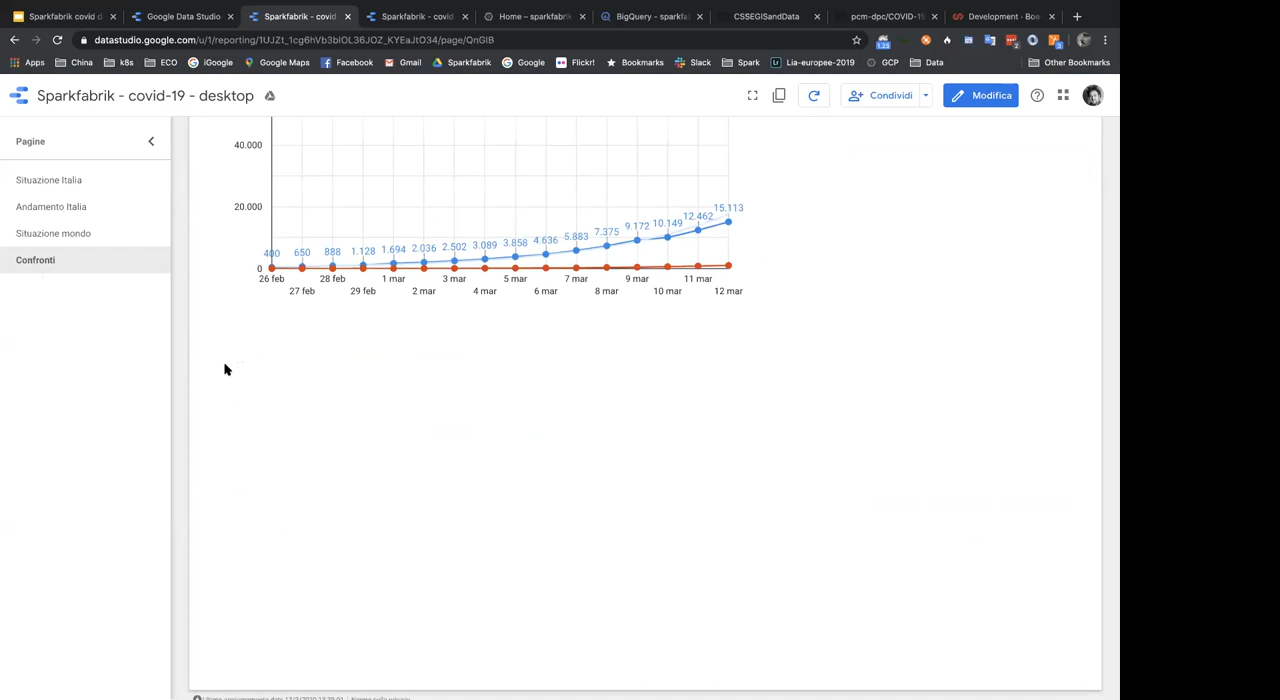 Sparkfabrik covid d
Google Data Studio
Sparkfabrik - covid
Sparkfabrik - covid
Home – sparkfabrik
BigQuery – sparkfa
CSSEGISandData
pcm-dpc/COVID-19
Development · Boa
datastudio.google.com/u/1/reporting/1UJZt_1cg6hVb3blOL36JOZ_KYEaJtO34/page/QnGIB
Apps
China
k8s
ECO
iGoogle
Google Maps
Facebook
Gmail
Sparkfabrik
Google
Flickr!
Bookmarks
Slack
Spark
Lia-europee-2019
GCP
Data
Other Bookmarks
Sparkfabrik - covid-19 - desktop
Condividi
Modifica
Pagine
Situazione Italia
Andamento Italia
Situazione mondo
Confronti
40.000
20.000
0
400 650 888 1.128 1.694 2.036 2.502 3.089 3.858 4.636 5.883 7.375 9.172 10.149 12.462 15.113
26 feb 28 feb 1 mar 3 mar 5 mar 7 mar 9 mar 11 mar
27 feb 29 feb 2 mar 4 mar 6 mar 8 mar 10 mar 12 mar